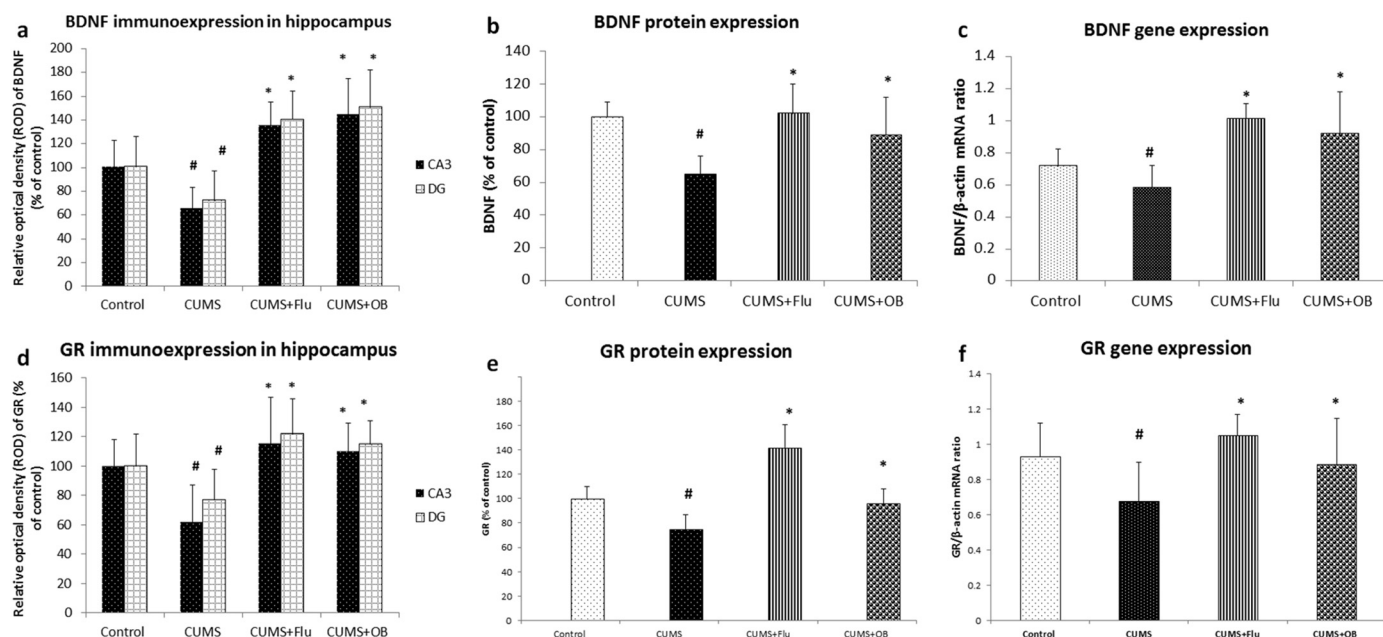 a
BDNF immunoexpression in hippocampus
Relative optical density (ROD) of BDNF
(% of control)
200
180
160
140
120
100
80
60
40
20
0
#
#
*
*
*
*
Control
CUMS
CUMS+Flu
CUMS+OB
CA3
DG
b
BDNF protein expression
BDNF (% of control)
140
120
100
80
60
40
20
0
#
*
*
Control
CUMS
CUMS+Flu
CUMS+OB
c
BDNF gene expression
BDNF/β-actin mRNA ratio
1.4
1.2
1
0.8
0.6
0.4
0.2
0
#
*
*
Control
CUMS
CUMS+Flu
CUMS+OB
d
GR immunoexpression in hippocampus
Relative optical density (ROD) of GR (%
of control)
160
140
120
100
80
60
40
20
0
#
#
*
*
*
*
Control
CUMS
CUMS+Flu
CUMS+OB
CA3
DG
e
GR protein expression
GR (% of control)
200
180
160
140
120
100
80
60
40
20
0
#
*
*
Control
CUMS
CUMS+FLU
CUMS+OB
f
GR gene expression
GR/β-actin mRNA ratio
1.4
1.2
1
0.8
0.6
0.4
0.2
0
#
*
*
Control
CUMS
CUMS+Flu
CUMS+OB